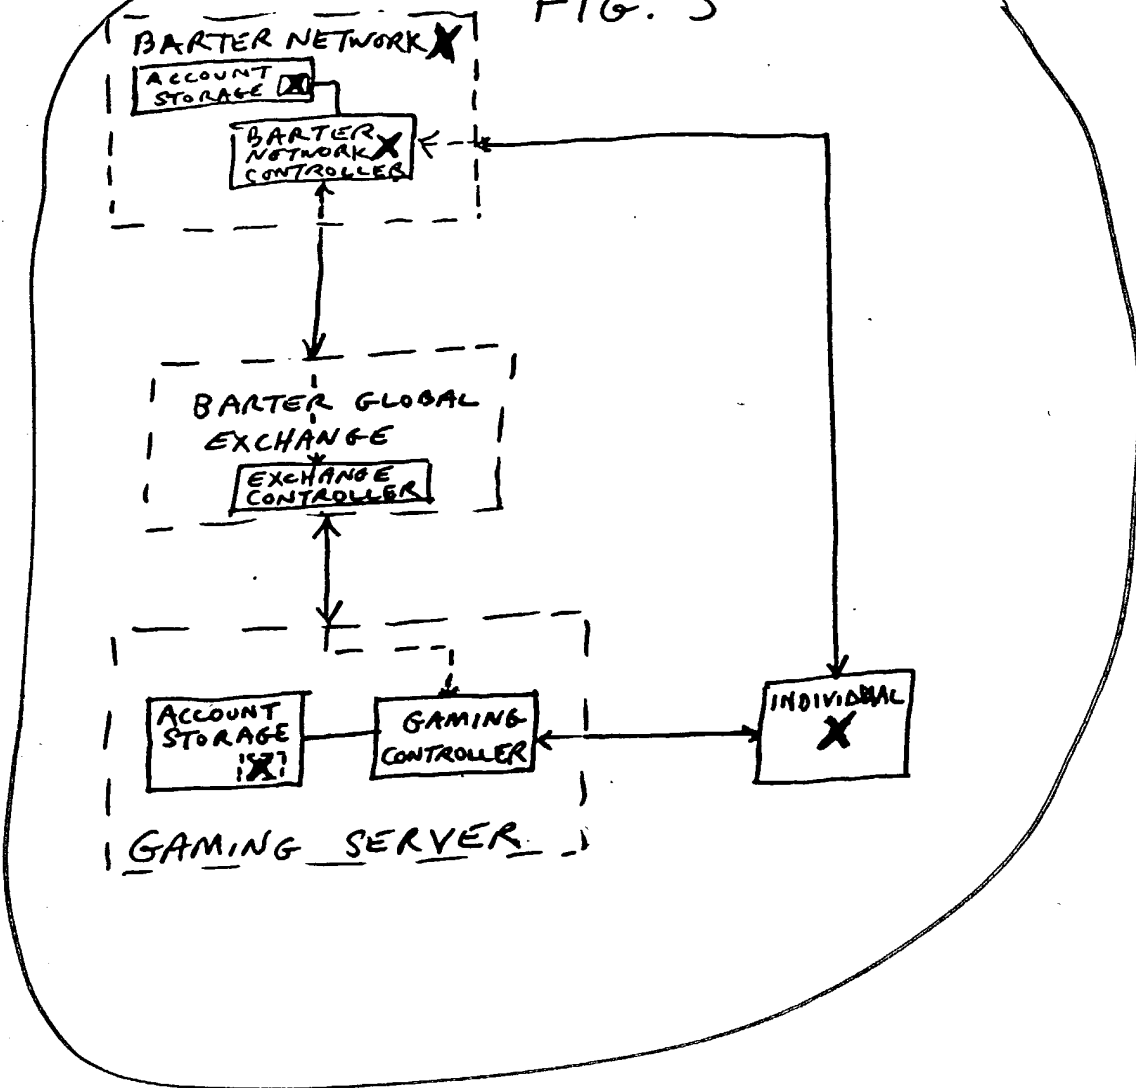 FIG. 5
BARTER NETWORK X
ACCOUNT
STORAGE X
BARTER
NETWORK X
CONTROLLER
BARTER GLOBAL
EXCHANGE
EXCHANGE
CONTROLLER
ACCOUNT
STORAGE
X
GAMING
CONTROLLER
INDIVIDUAL
X
GAMING SERVER